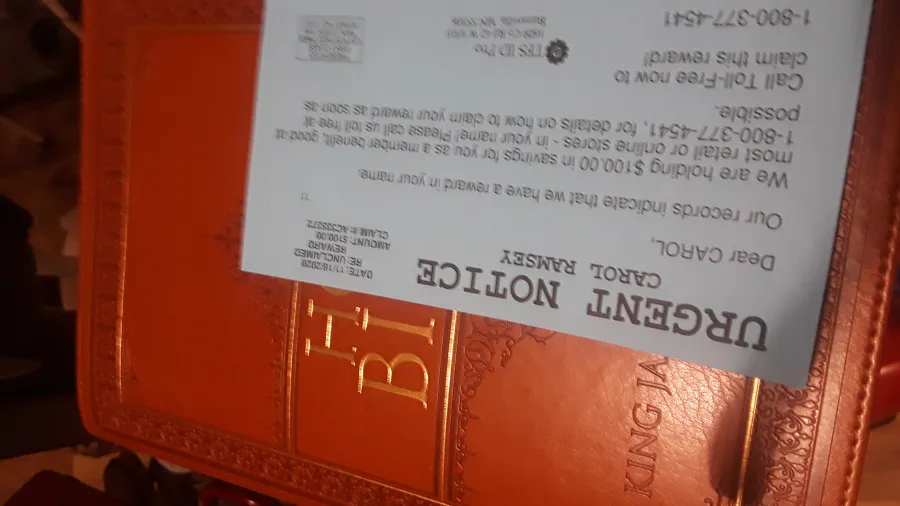 URGENT NOTICE
CAROL RAMSEY
DATE: 11/18/2020
RE: UNCLAIMED
REWARD
AMOUNT: $100.00
CLAIM #: AC335372
11
Dear CAROL,
Our records indicate that we have a reward in your name.
We are holding $100.00 in savings for you as a member benefit, good at
most retail or online stores - in your name! Please call us toll free at
1-800-377-4541, for details on how to claim your reward as soon as
possible.
Call Toll-Free now to
claim this reward!
1-800-377-4541
Pro
Burnsville, MN
H
BI
KING JA